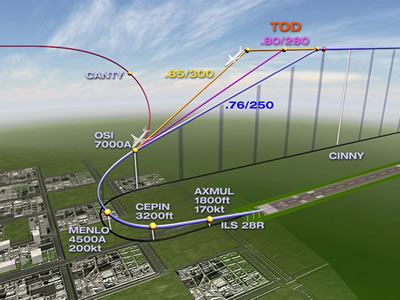 TOD
.80/280
.85/300
CANTY
.76/250
OSI
7000A
CINNY
AXMUL
1800ft
170kt
CEPIN
3200ft
ILS 28R
MENLO
4500A
200kt